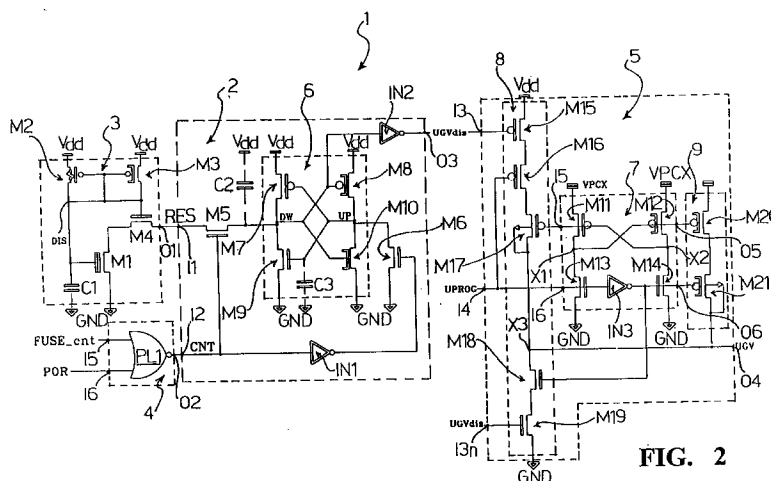 1
2
3
M2
Vdd
Vdd
M3
DIS
C1
M1
M4
O1
GND
GND
RES
I1
M5
Vdd
C2
6
Vdd
Vdd
M7
M8
DW
UP
M10
M6
M9
C3
GND
GND
IN2
UGVdis
O3
I3
FUSE_cnt
I5
POR
I6
PL1
4
I2
CNT
O2
IN1
8
Vdd
M15
M16
5
VPCX
VPCX
9
I5
M11
7
M12
M20
M17
X1
X2
O5
M13
M14
M21
UPROG
I4
I6
IN3
O6
GND
GND
X3
UGV
O4
M18
UGVdis
I3n
M19
GND
FIG. 2